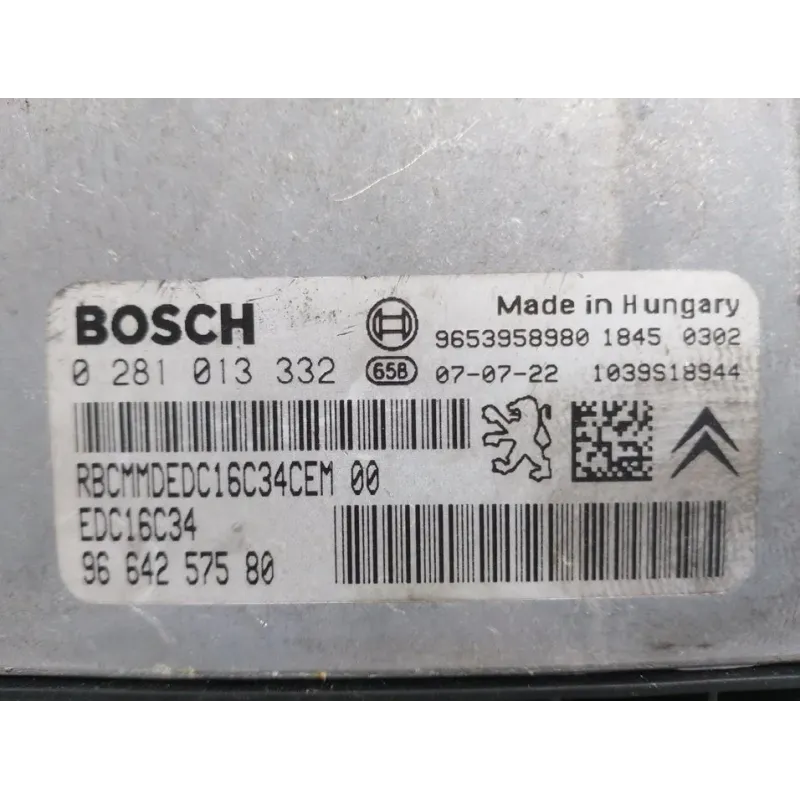 BOSCH
Made in Hungary
9653958980 1845 0302
0 281 013 332 65B 07-07-22 1039S18944
RBCMMDEDC16C34CEM 00
EDC16C34
96 642 575 80